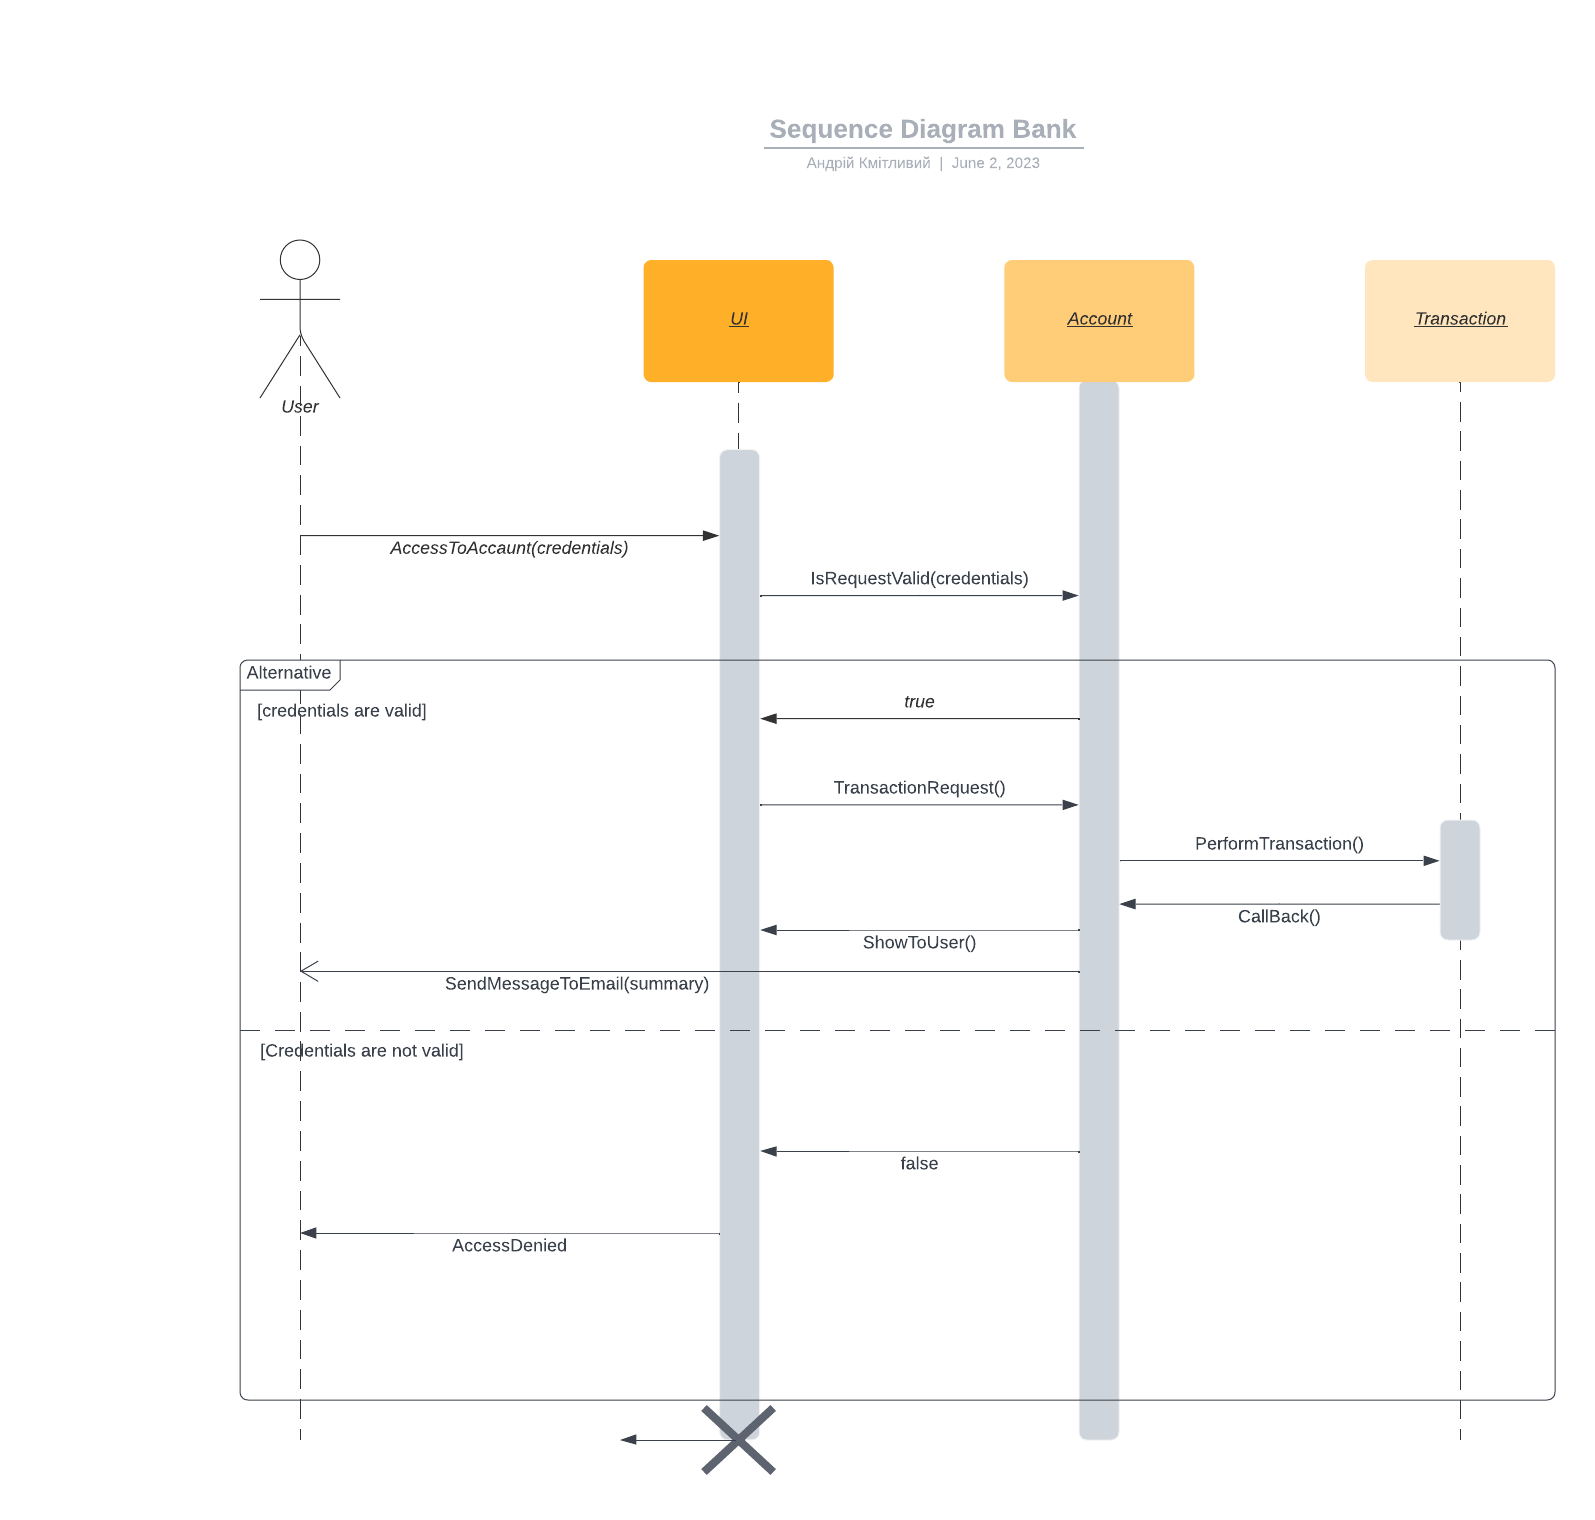 Sequence Diagram Bank
Андрій Кмітливий | June 2, 2023
User
UI
Account
Transaction
AccessToAccaunt(credentials)
IsRequestValid(credentials)
Alternative
[credentials are valid]
true
TransactionRequest()
PerformTransaction()
CallBack()
ShowToUser()
SendMessageToEmail(summary)
[Credentials are not valid]
false
AccessDenied